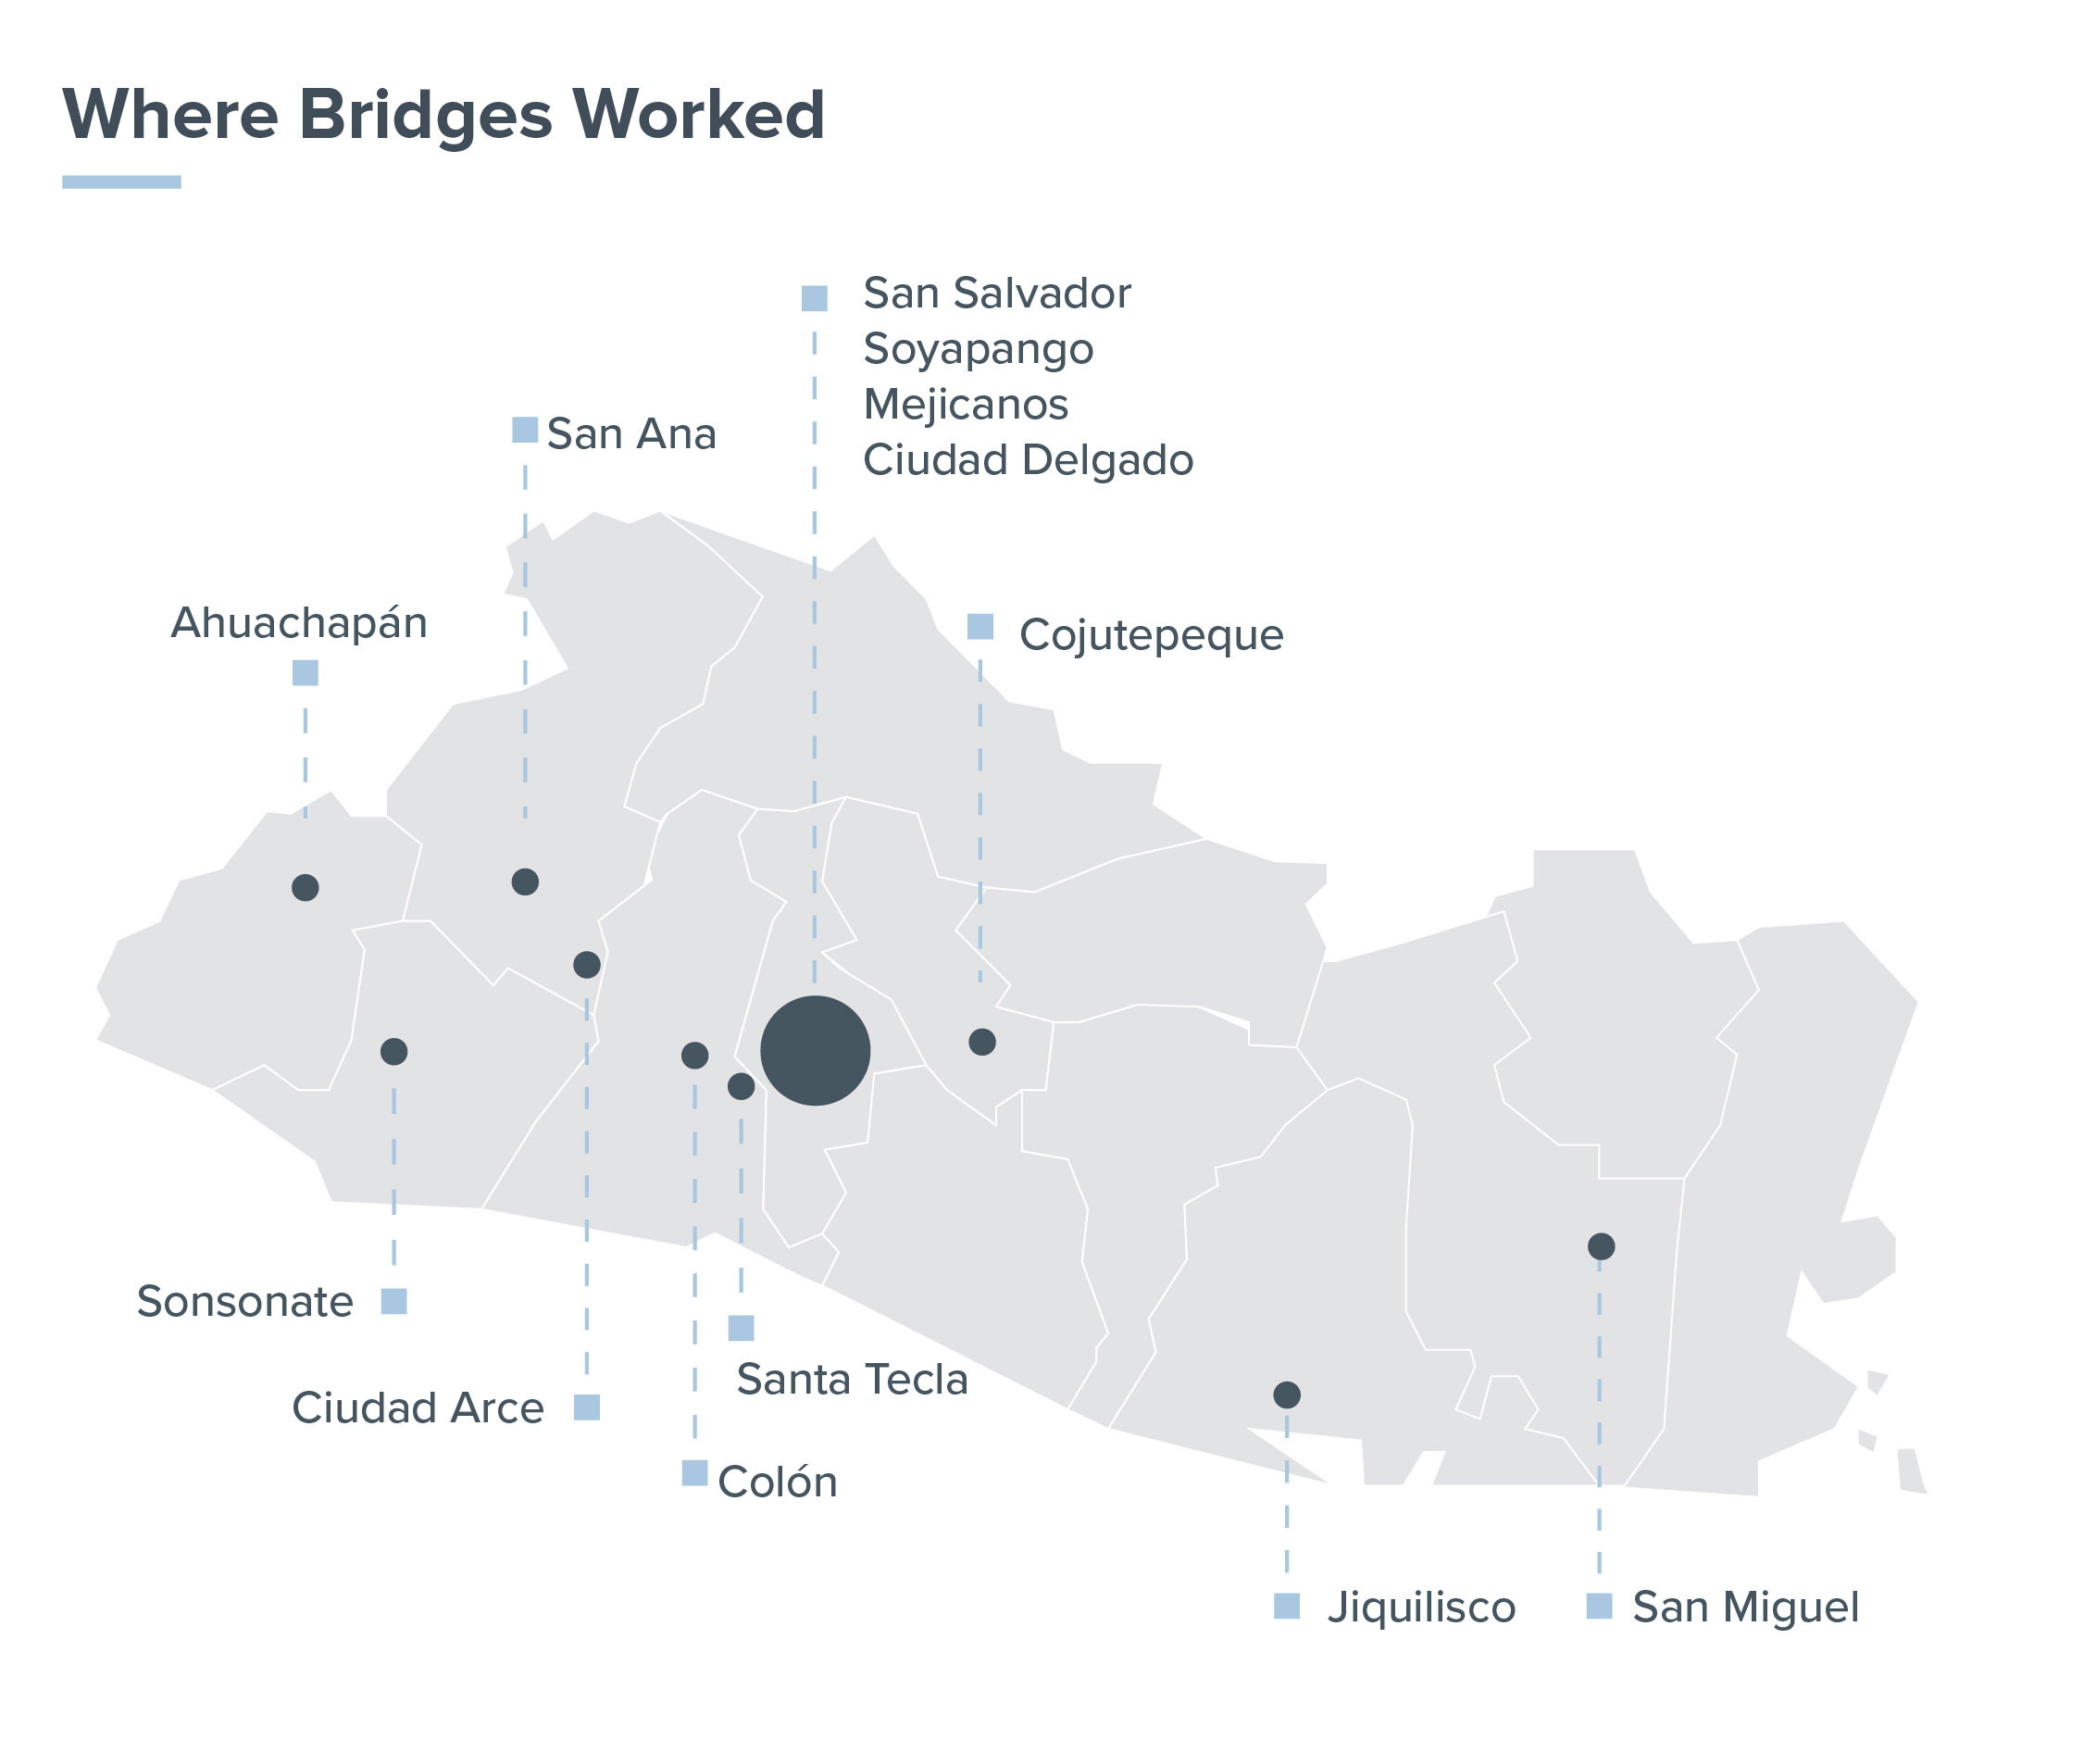 Where Bridges Worked
San Salvador
Soyapango
Mejicanos
Ciudad Delgado
San Ana
Ahuachapán
Cojutepeque
Sonsonate
Santa Tecla
Ciudad Arce
Colón
Jiquilisco
San Miguel